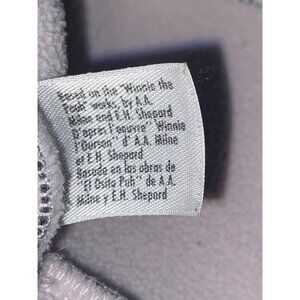 Based on the "Winnie the
Pooh" works, by A.A.
Milne and E.H. Shepard
D'après l'oeuvre" Winnie
l'Ourson" d' A.A. Milne
et E.H. Shepard
Basado en las obras de
"El Osito Puh" de A.A.
Milne y E.H. Shepard